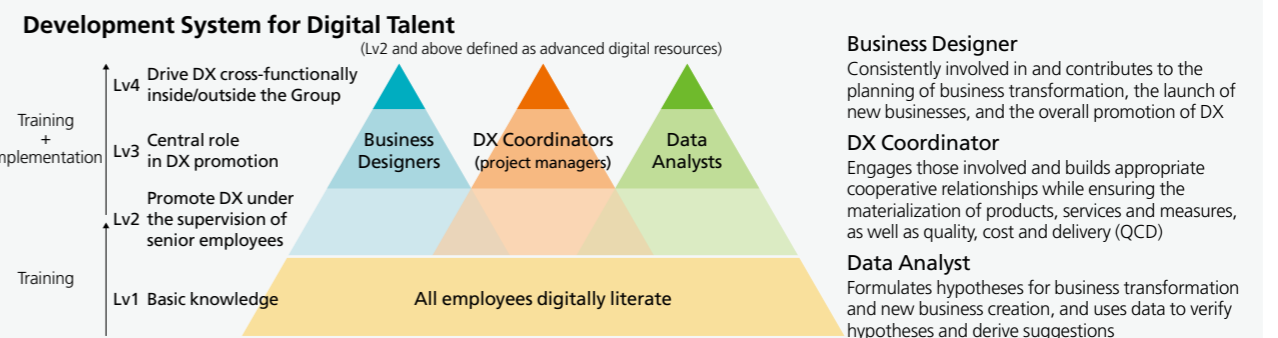 Development System for Digital Talent
(Lv2 and above defined as advanced digital resources)
Training
+
mplementation
Training
Lv4 Drive DX cross-functionally
inside/outside the Group
Lv3 Central role
in DX promotion
Lv2 Promote DX under
the supervision of
senior employees
Lv1 Basic knowledge
Business
Designers
DX Coordinators
(project managers)
Data
Analysts
All employees digitally literate
Business Designer
Consistently involved in and contributes to the
planning of business transformation, the launch of
new businesses, and the overall promotion of DX
DX Coordinator
Engages those involved and builds appropriate
cooperative relationships while ensuring the
materialization of products, services and measures,
as well as quality, cost and delivery (QCD)
Data Analyst
Formulates hypotheses for business transformation
and new business creation, and uses data to verify
hypotheses and derive suggestions